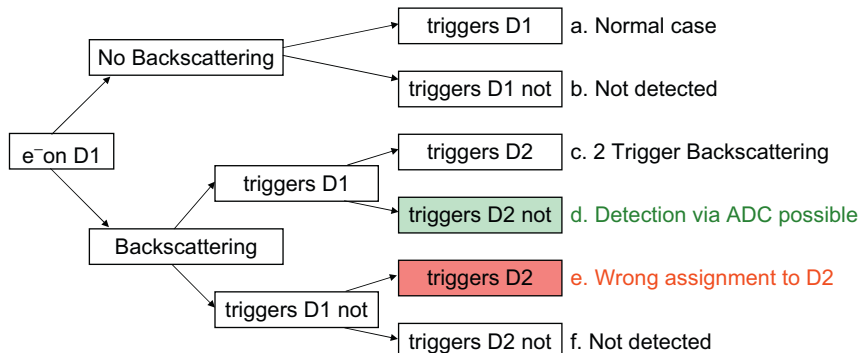 triggers D1 a. Normal case
No Backscattering
triggers D1 not b. Not detected
e⁻on D1
triggers D2 c. 2 Trigger Backscattering
triggers D1
triggers D2 not d. Detection via ADC possible
Backscattering
triggers D2 e. Wrong assignment to D2
triggers D1 not
triggers D2 not f. Not detected